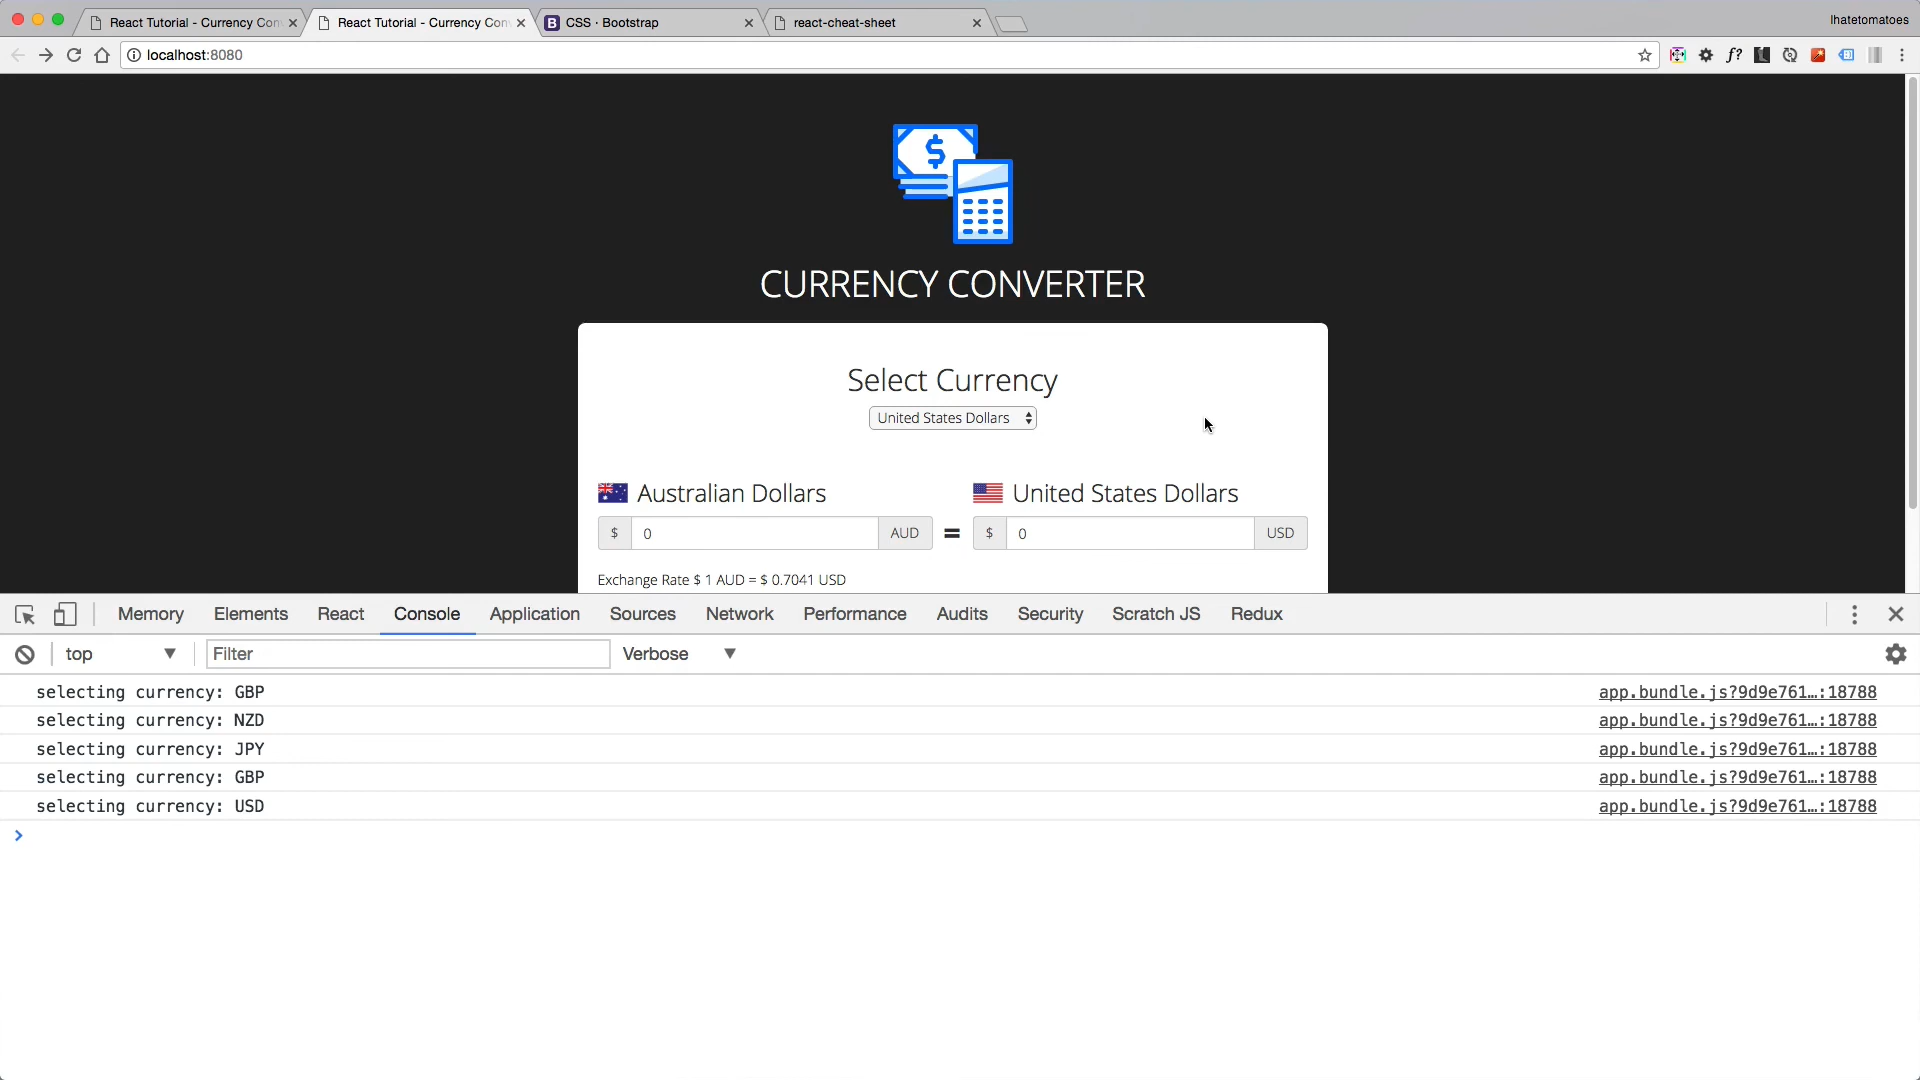 React Tutorial - Currency Con
React Tutorial - Currency Con
CSS · Bootstrap
react-cheat-sheet
Ihatetomatoes
localhost:8080
f?
$
CURRENCY CONVERTER
Select Currency
United States Dollars
Australian Dollars
United States Dollars
$ 0 AUD = $ 0 USD
Exchange Rate $ 1 AUD = $ 0.7041 USD
Memory Elements React Console Application Sources Network Performance Audits Security Scratch JS Redux
top Filter Verbose
selecting currency: GBP app.bundle.js?9d9e761…:18788
selecting currency: NZD app.bundle.js?9d9e761…:18788
selecting currency: JPY app.bundle.js?9d9e761…:18788
selecting currency: GBP app.bundle.js?9d9e761…:18788
selecting currency: USD app.bundle.js?9d9e761…:18788